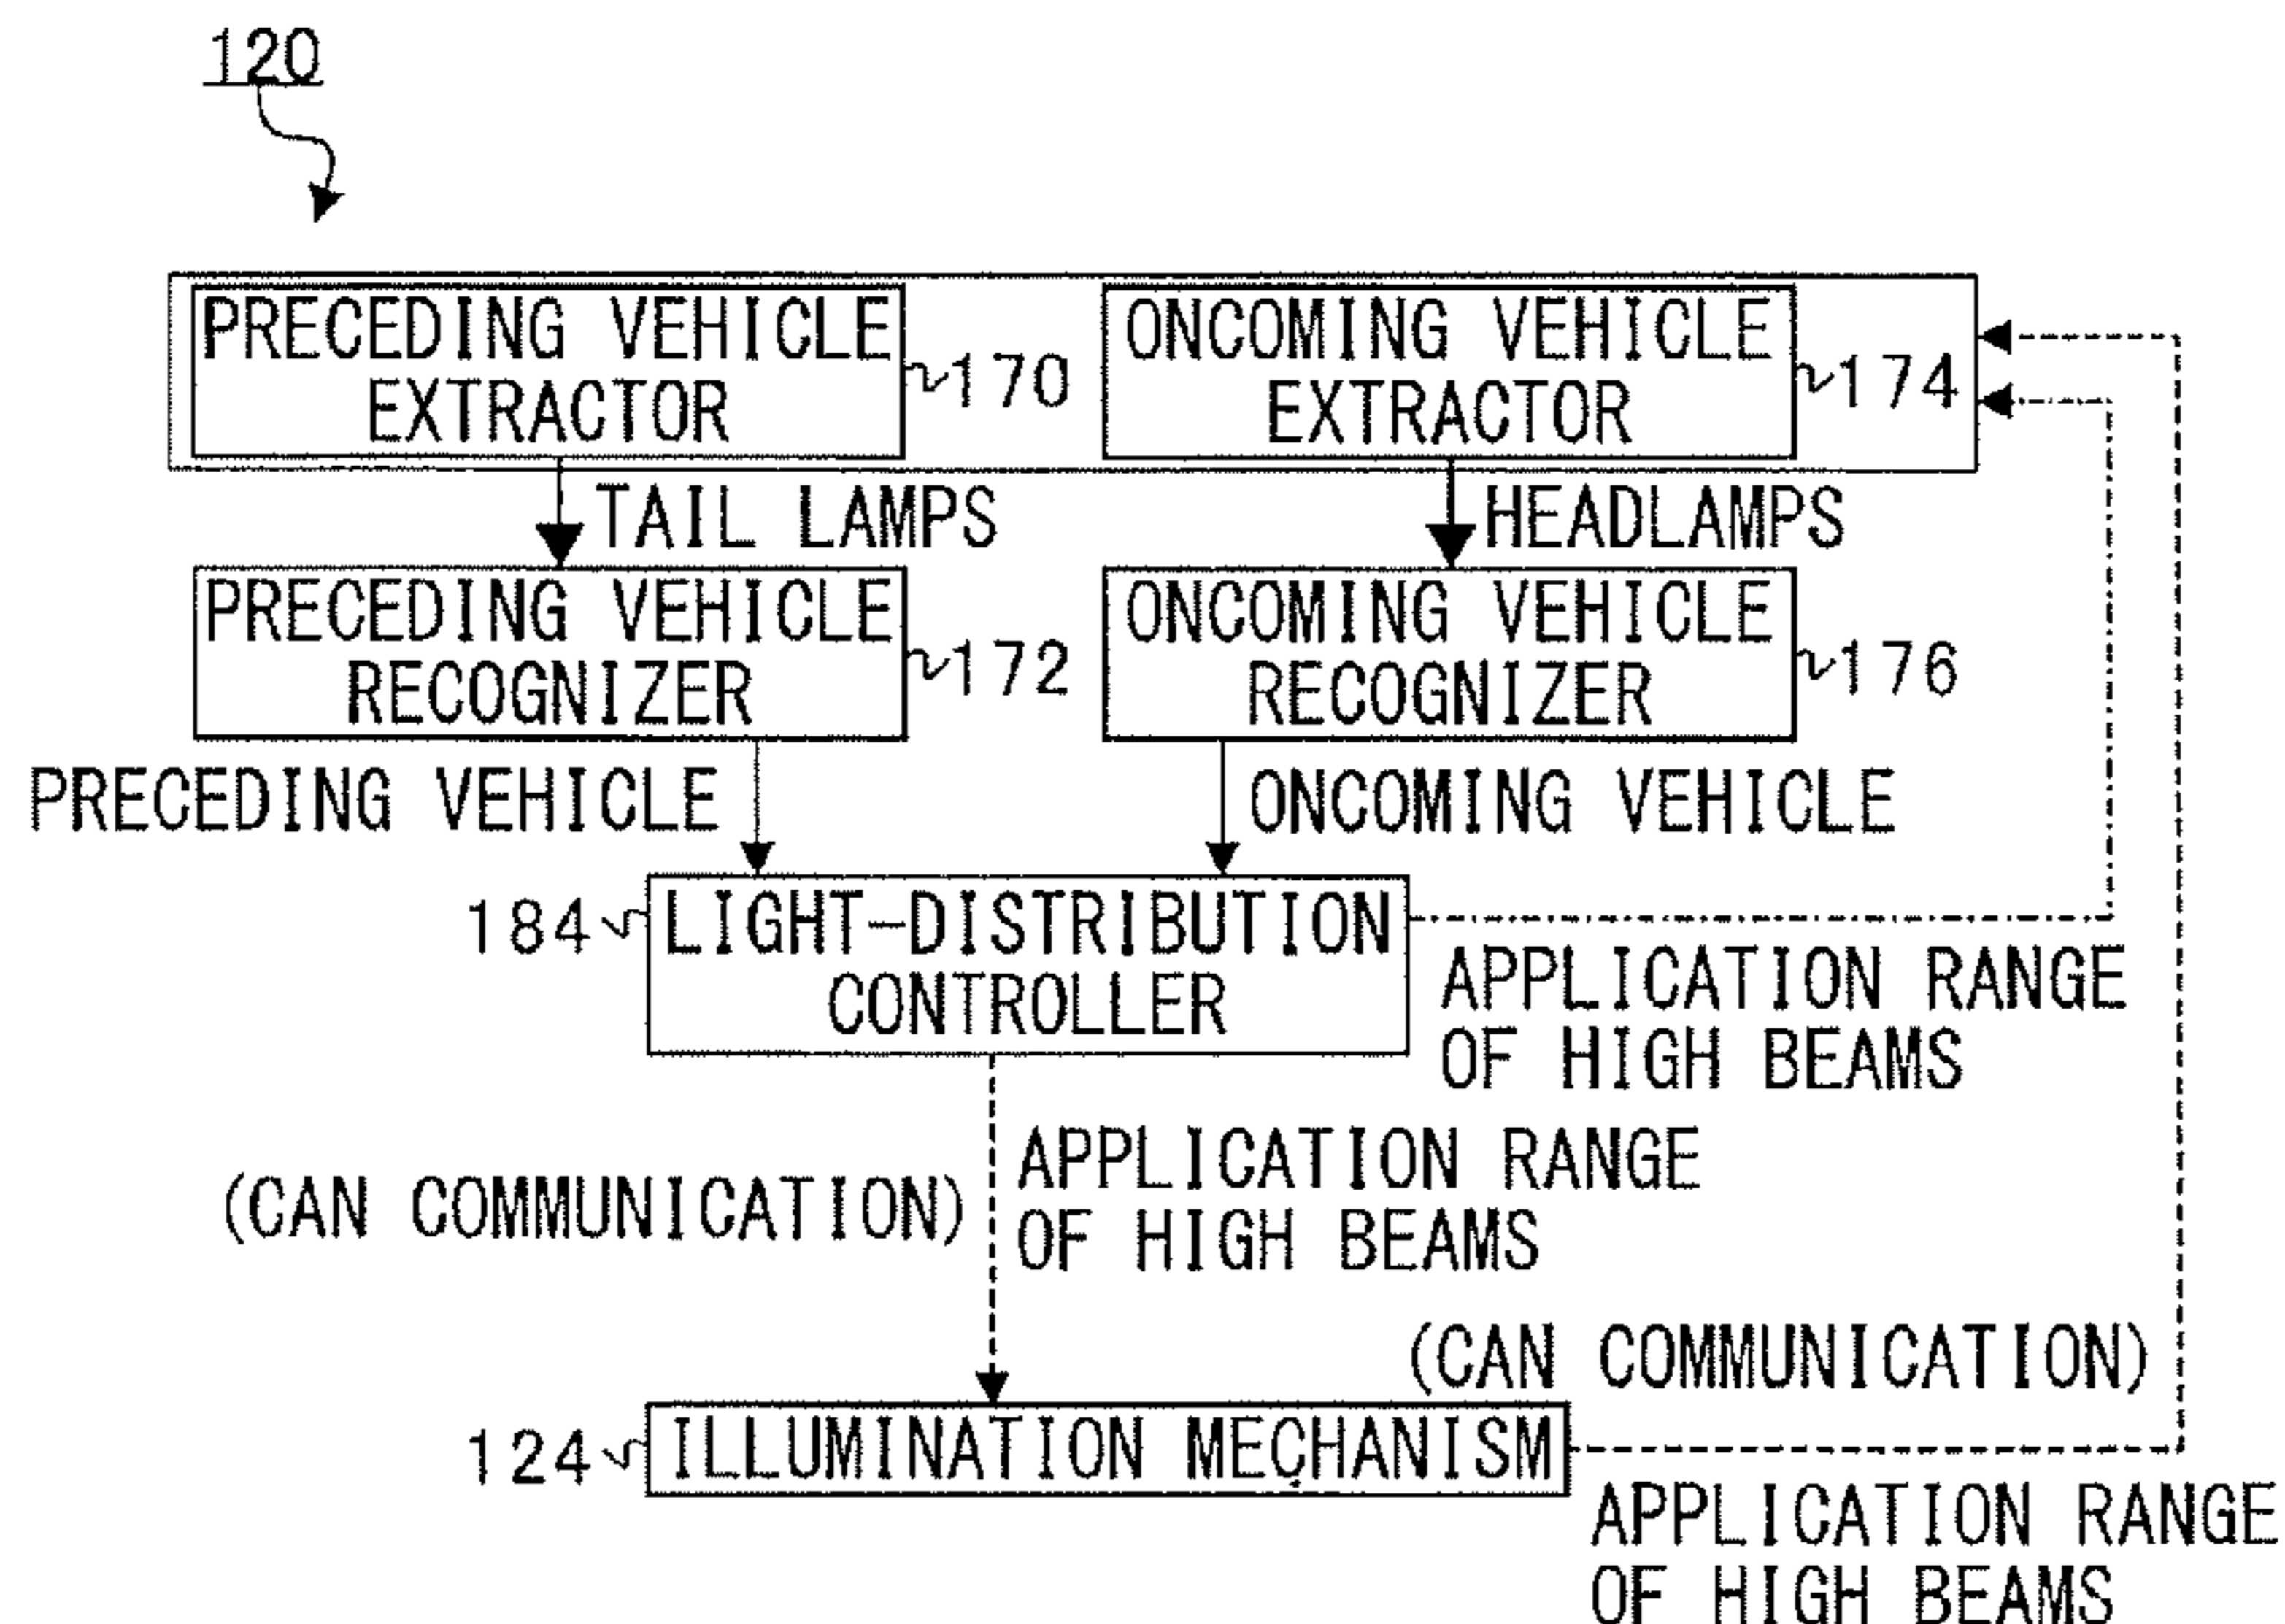 120
PRECEDING VEHICLE
EXTRACTOR
170
ONCOMING VEHICLE
EXTRACTOR
174
TAIL LAMPS
HEADLAMPS
PRECEDING VEHICLE
RECOGNIZER
172
ONCOMING VEHICLE
RECOGNIZER
176
PRECEDING VEHICLE
ONCOMING VEHICLE
184
LIGHT-DISTRIBUTION
CONTROLLER
APPLICATION RANGE
OF HIGH BEAMS
(CAN COMMUNICATION)
APPLICATION RANGE
OF HIGH BEAMS
(CAN COMMUNICATION)
124
ILLUMINATION MECHANISM
APPLICATION RANGE
OF HIGH BEAMS